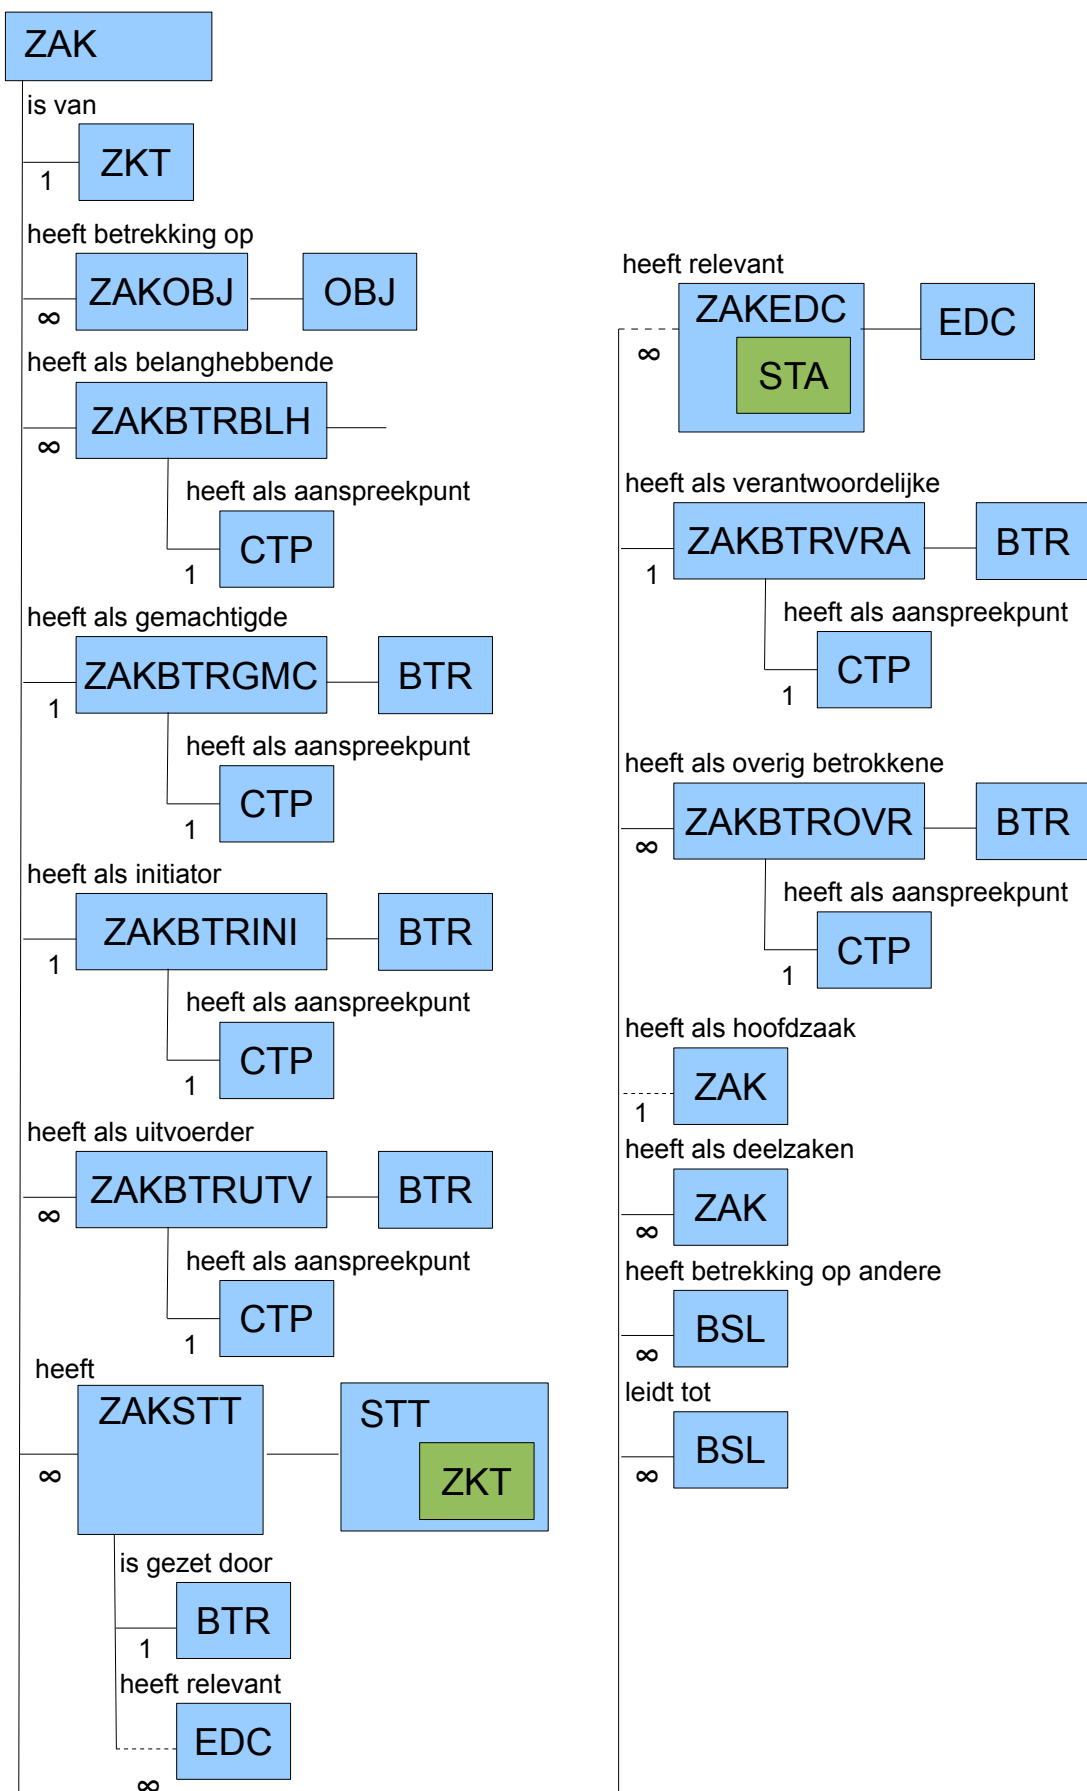 ZAK
is van
ZKT
1
heeft betrekking op
ZAKOBJ
OBJ
∞
heeft als belanghebbende
ZAKBTRBLH
∞
heeft als aanspreekpunt
CTP
1
heeft als gemachtigde
ZAKBTRGMC
BTR
1
heeft als aanspreekpunt
CTP
1
heeft als initiator
ZAKBTRINI
BTR
1
heeft als aanspreekpunt
CTP
1
heeft als uitvoerder
ZAKBTRUTV
BTR
∞
heeft als aanspreekpunt
CTP
1
heeft
ZAKSTT
STT
ZKT
∞
is gezet door
BTR
1
heeft relevant
EDC
∞
heeft relevant
ZAKEDC
EDC
∞
STA
heeft als verantwoordelijke
ZAKBTRVRA
BTR
1
heeft als aanspreekpunt
CTP
1
heeft als overig betrokkene
ZAKBTROVR
BTR
∞
heeft als aanspreekpunt
CTP
1
heeft als hoofdzaak
ZAK
1
heeft als deelzaken
ZAK
∞
heeft betrekking op andere
BSL
∞
leidt tot
BSL
∞